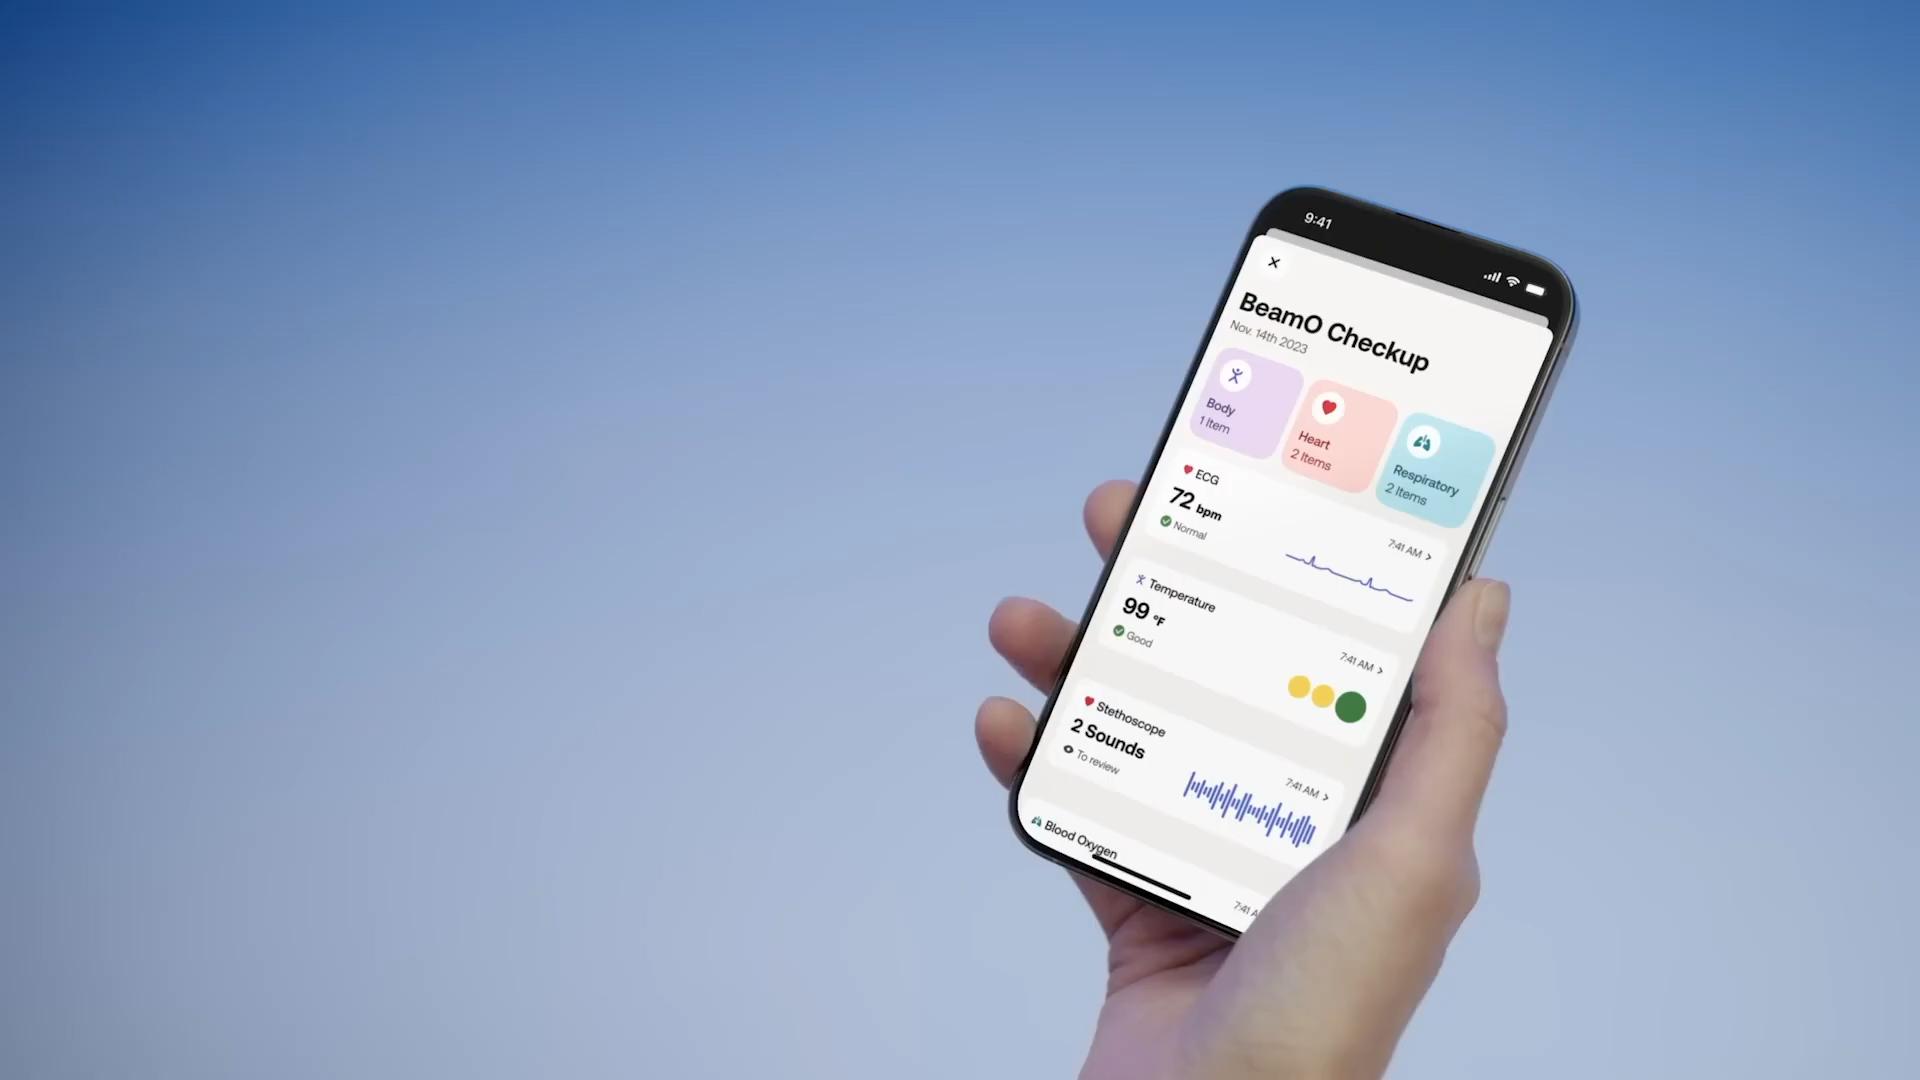 9:41
BeamO Checkup
Nov. 14th 2023
Body
1 Item
Heart
2 Items
Respiratory
2 Items
ECG
72 bpm
Normal
7:41 AM
Temperature
99 °F
Good
7:41 AM
Stethoscope
2 Sounds
To review
7:41 AM
Blood Oxygen
7:41 A